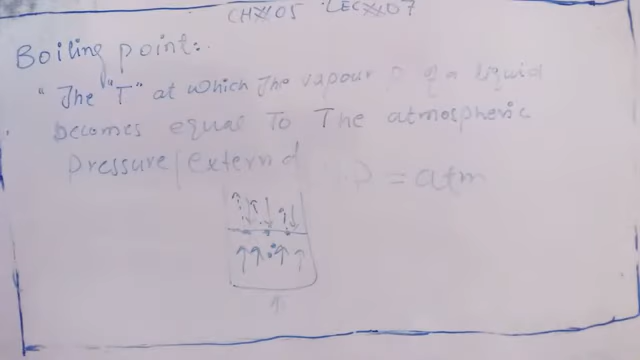 CH#05 LEC#07
Boiling point:
"The "T" at which The vapour P of a liquid
becomes equal To The atmospheric
pressure/extern
P = atm